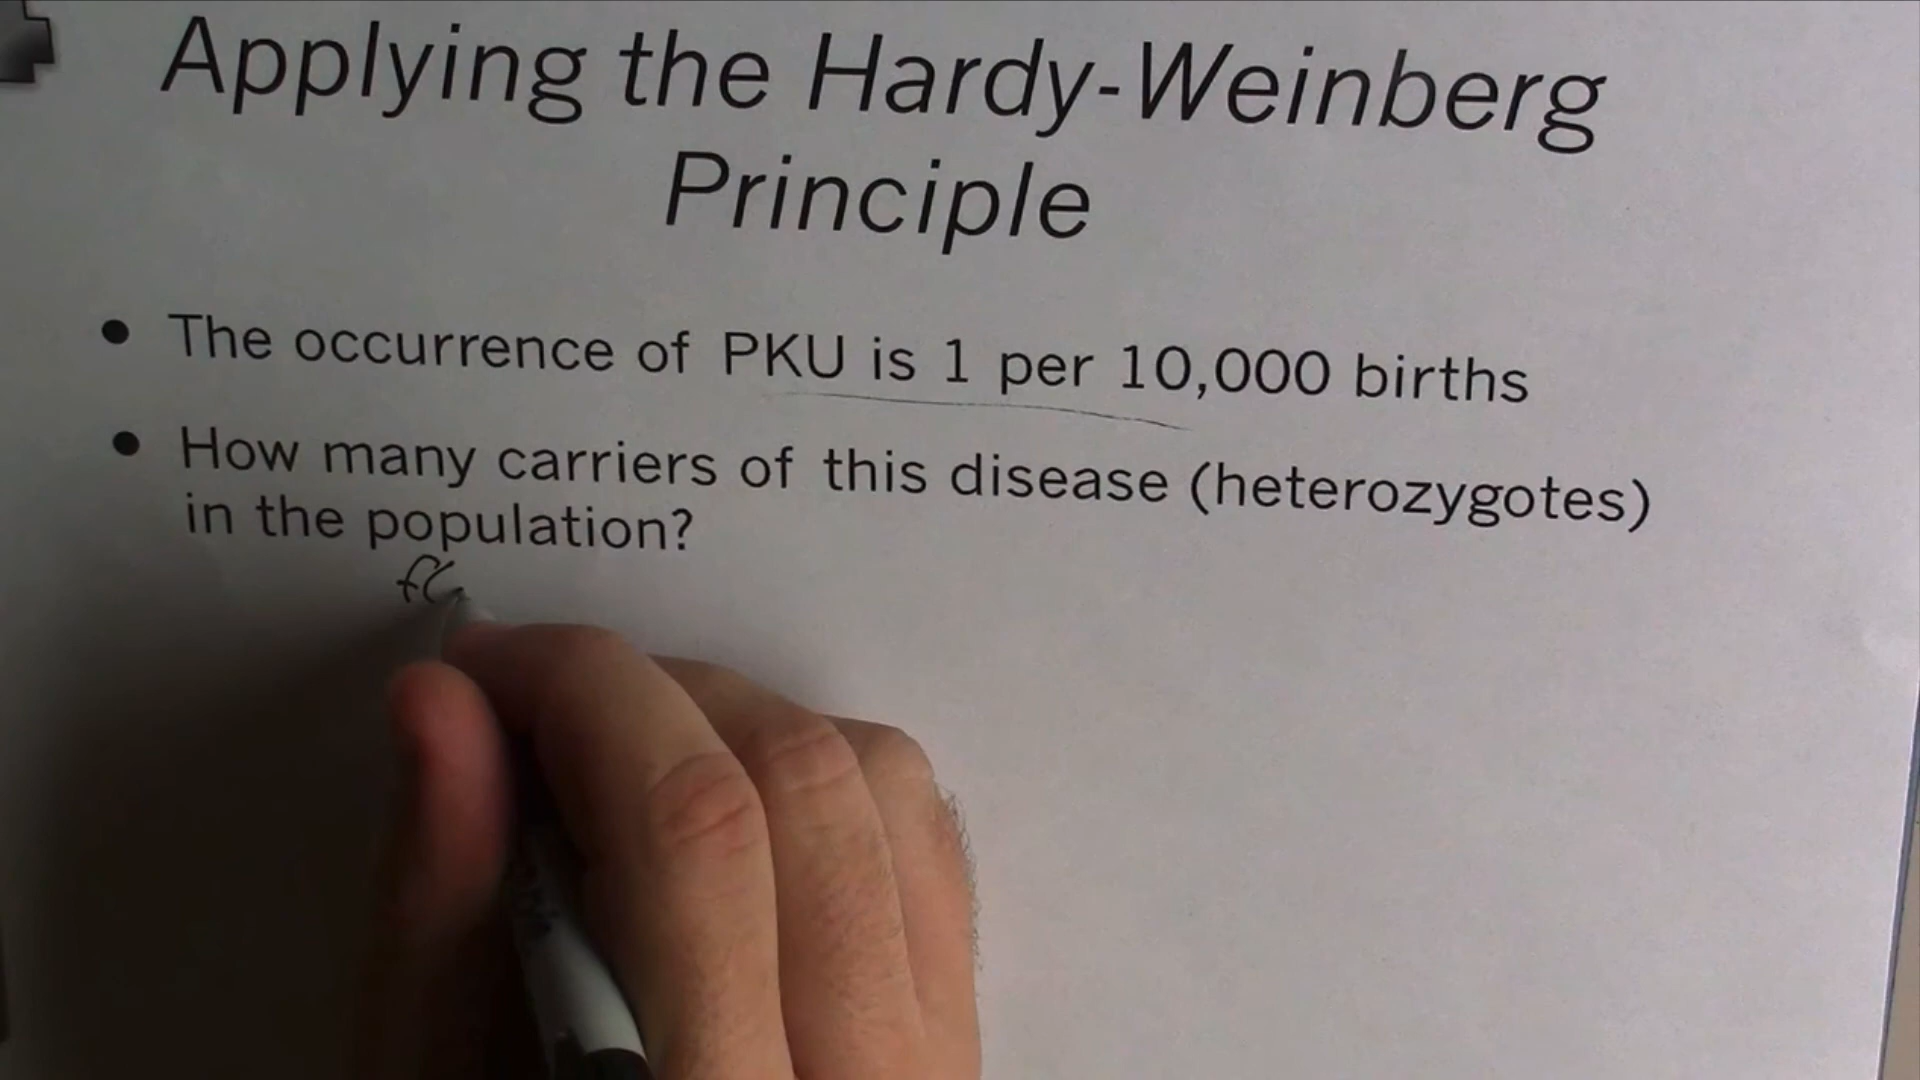 Applying the Hardy-Weinberg
Principle
• The occurrence of PKU is 1 per 10,000 births
• How many carriers of this disease (heterozygotes)
in the population?
f(